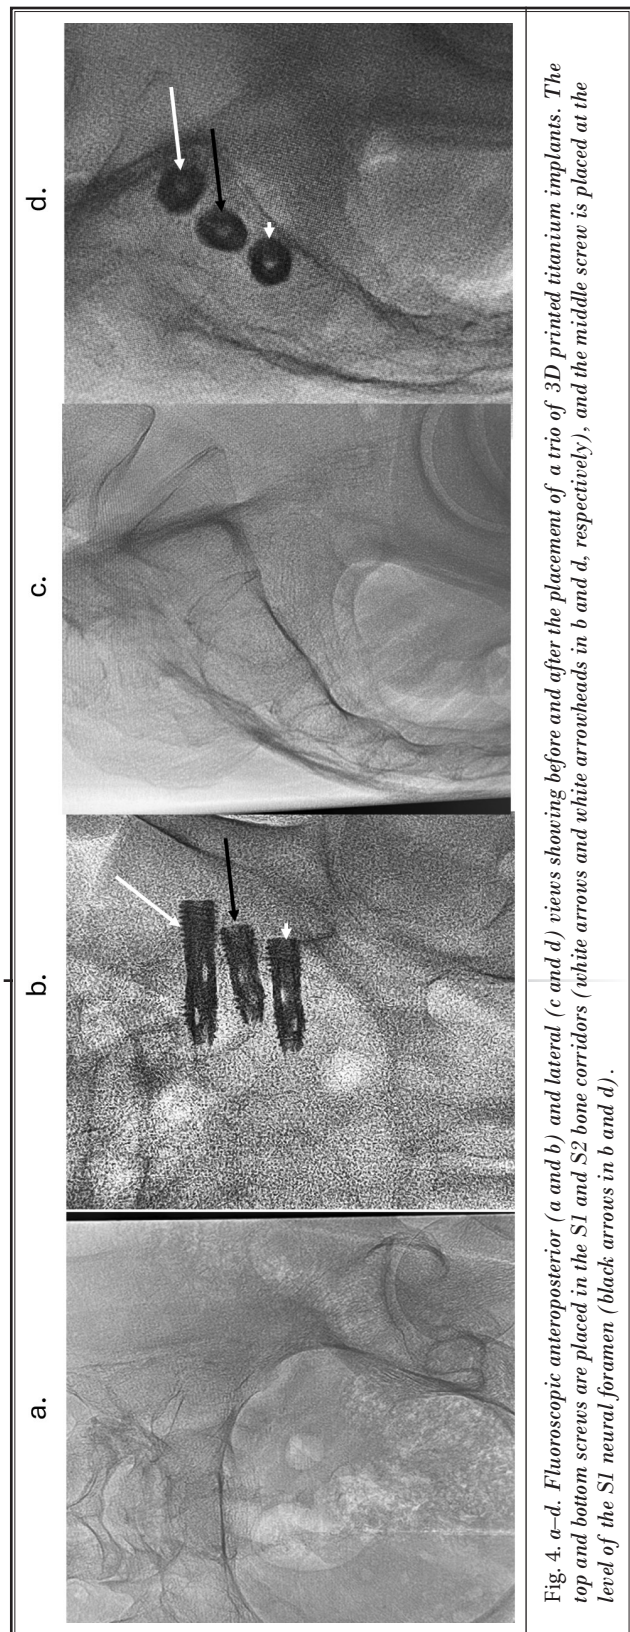 a.
b.
c.
d.
Fig. 4. a–d. Fluoroscopic anteroposterior (a and b) and lateral (c and d) views showing before and after the placement of a trio of 3D printed titanium implants. The
top and bottom screws are placed in the S1 and S2 bone corridors (white arrows and white arrowheads in b and d, respectively), and the middle screw is placed at the
level of the S1 neural foramen (black arrows in b and d).